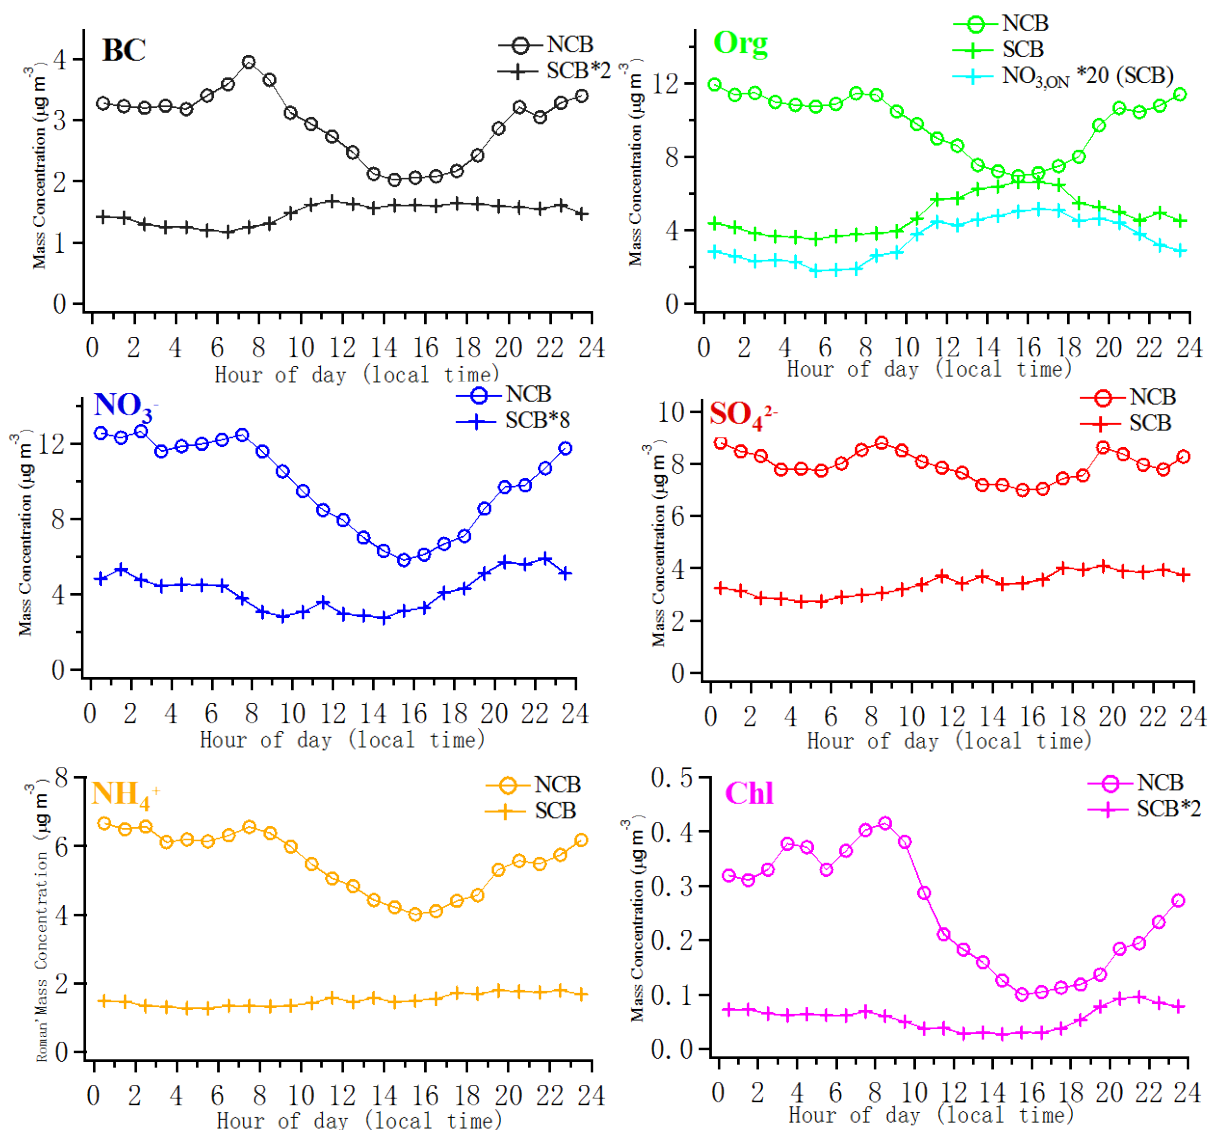 BC
NCB
SCB*2
Mass Concentration (μg m-3)
4
3
2
1
0
0 2 4 6 8 10 12 14 16 18 20 22 24
Hour of day (local time)
Org
NCB
SCB
NO3,ON *20 (SCB)
Mass Concentration (μg m-3)
12
8
4
0
0 2 4 6 8 10 12 14 16 18 20 22 24
Hour of day (local time)
NO3-
NCB
SCB*8
Mass Concentration (μg m-3)
12
8
4
0
0 2 4 6 8 10 12 14 16 18 20 22 24
Hour of day (local time)
SO42-
NCB
SCB
Mass Concentration (μg m-3)
10
8
6
4
2
0
0 2 4 6 8 10 12 14 16 18 20 22 24
Hour of day (local time)
NH4+
NCB
SCB
Roman'Mass Concentration (μg m-3)
8
6
4
2
0
0 2 4 6 8 10 12 14 16 18 20 22 24
Hour of day (local time)
Chl
NCB
SCB*2
Mass Concentration (μg m-3)
0.5
0.4
0.3
0.2
0.1
0.0
0 2 4 6 8 10 12 14 16 18 20 22 24
Hour of day (local time)